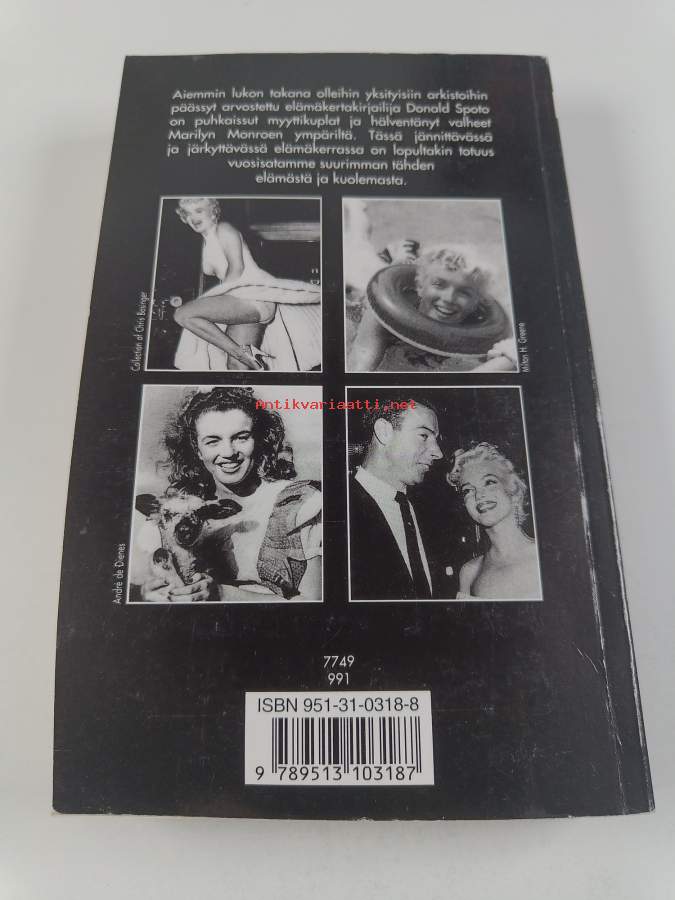 Aiemmin lukon takana olleihin yksityisiin arkistoihin
päässyt arvostettu elämäkertakirjailija Donald Spoto
on puhkaissut myyttikuplat ja hälventänyt valheet
Marilyn Monroen ympäriltä. Tässä jännittävässä
ja järkyttävässä elämäkerrassa on lopultakin totuus
vuosisatamme suurimman tähden
elämästä ja kuolemasta.
Collection of Chris Basinger
Milton H. Greene
Antikvariaatti.net
André de Dienes
7749
991
ISBN 951-31-0318-8
9 789513 103187